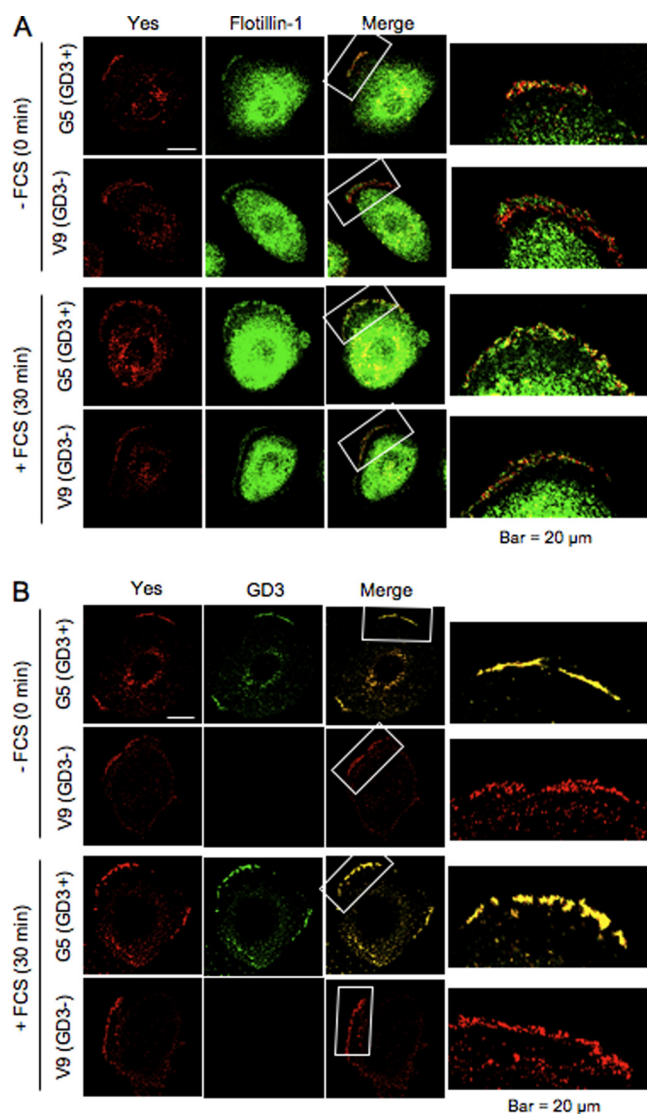 A
Yes Flotillin-1 Merge
- FCS (0 min)
G5 (GD3+)
V9 (GD3-)
+ FCS (30 min)
G5 (GD3+)
V9 (GD3-)
Bar = 20 µm
B
Yes GD3 Merge
- FCS (0 min)
G5 (GD3+)
V9 (GD3-)
+ FCS (30 min)
G5 (GD3+)
V9 (GD3-)
Bar = 20 µm